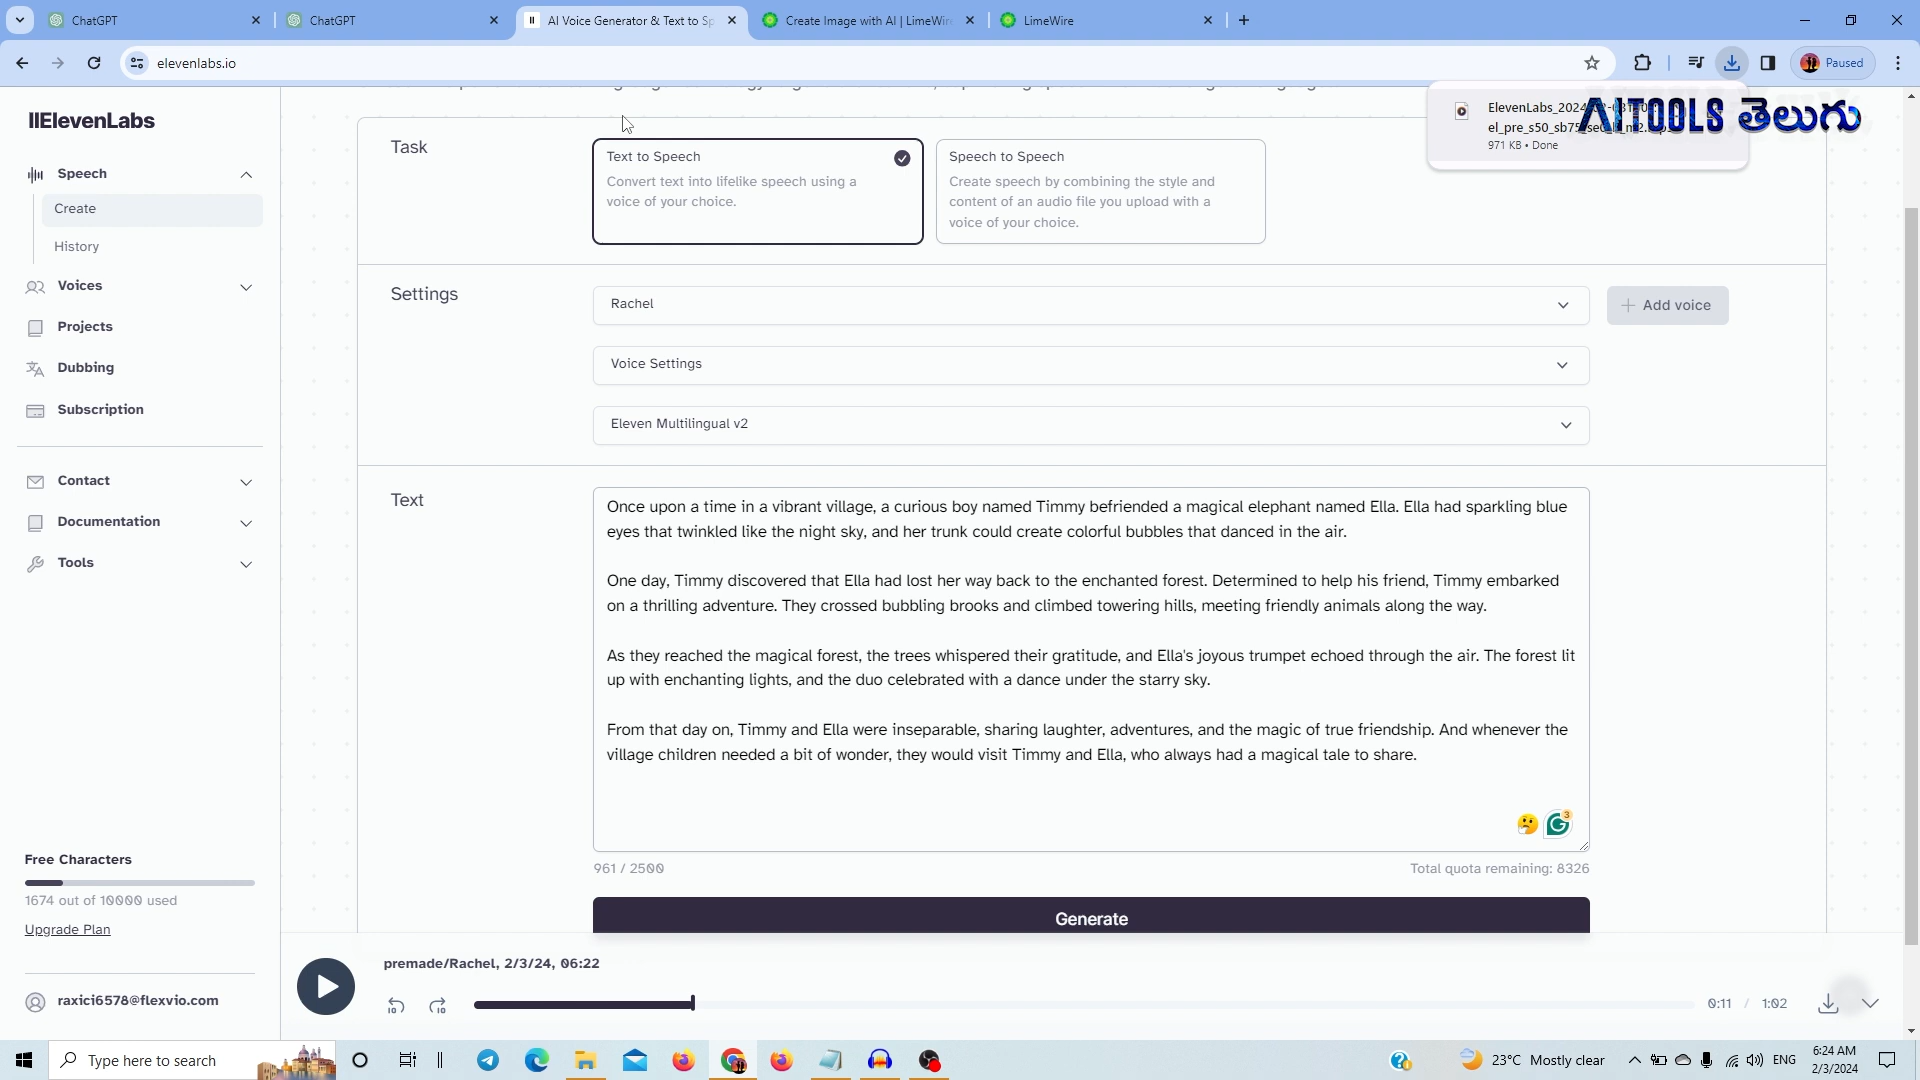 ChatGPT
ChatGPT
AI Voice Generator & Text to Sp
Create Image with AI | LimeWire
LimeWire
elevenlabs.io
Paused
IIElevenLabs
Speech
Create
History
Voices
Projects
Dubbing
Subscription
Contact
Documentation
Tools
Free Characters
1674 out of 10000 used
Upgrade Plan
raxici6578@flexvio.com
ElevenLabs_2024-
971 KB • Done
AITOOLS తెలుగు
Task
Text to Speech
Convert text into lifelike speech using a
voice of your choice.
Speech to Speech
Create speech by combining the style and
content of an audio file you upload with a
voice of your choice.
Settings
Rachel
Add voice
Voice Settings
Eleven Multilingual v2
Text
Once upon a time in a vibrant village, a curious boy named Timmy befriended a magical elephant named Ella. Ella had sparkling blue
eyes that twinkled like the night sky, and her trunk could create colorful bubbles that danced in the air.
One day, Timmy discovered that Ella had lost her way back to the enchanted forest. Determined to help his friend, Timmy embarked
on a thrilling adventure. They crossed bubbling brooks and climbed towering hills, meeting friendly animals along the way.
As they reached the magical forest, the trees whispered their gratitude, and Ella's joyous trumpet echoed through the air. The forest lit
up with enchanting lights, and the duo celebrated with a dance under the starry sky.
From that day on, Timmy and Ella were inseparable, sharing laughter, adventures, and the magic of true friendship. And whenever the
village children needed a bit of wonder, they would visit Timmy and Ella, who always had a magical tale to share.
3
961 / 2500
Total quota remaining: 8326
Generate
premade/Rachel, 2/3/24, 06:22
10
10
0:11 / 1:02
Type here to search
23°C Mostly clear
ENG
6:24 AM
2/3/2024